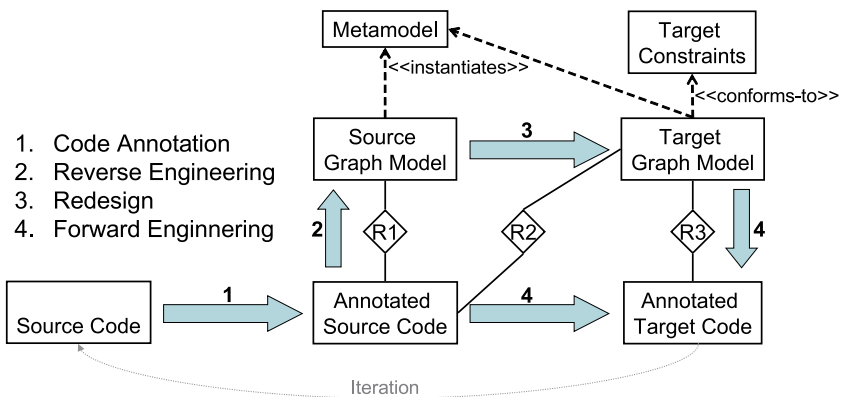 Metamodel
Target
Constraints
<<instantiates>>
<<conforms-to>>
1. Code Annotation
2. Reverse Engineering
3. Redesign
4. Forward Enginnering
Source
Graph Model
3
Target
Graph Model
2
R1
R2
R3
4
1
Source Code
Annotated
Source Code
4
Annotated
Target Code
Iteration